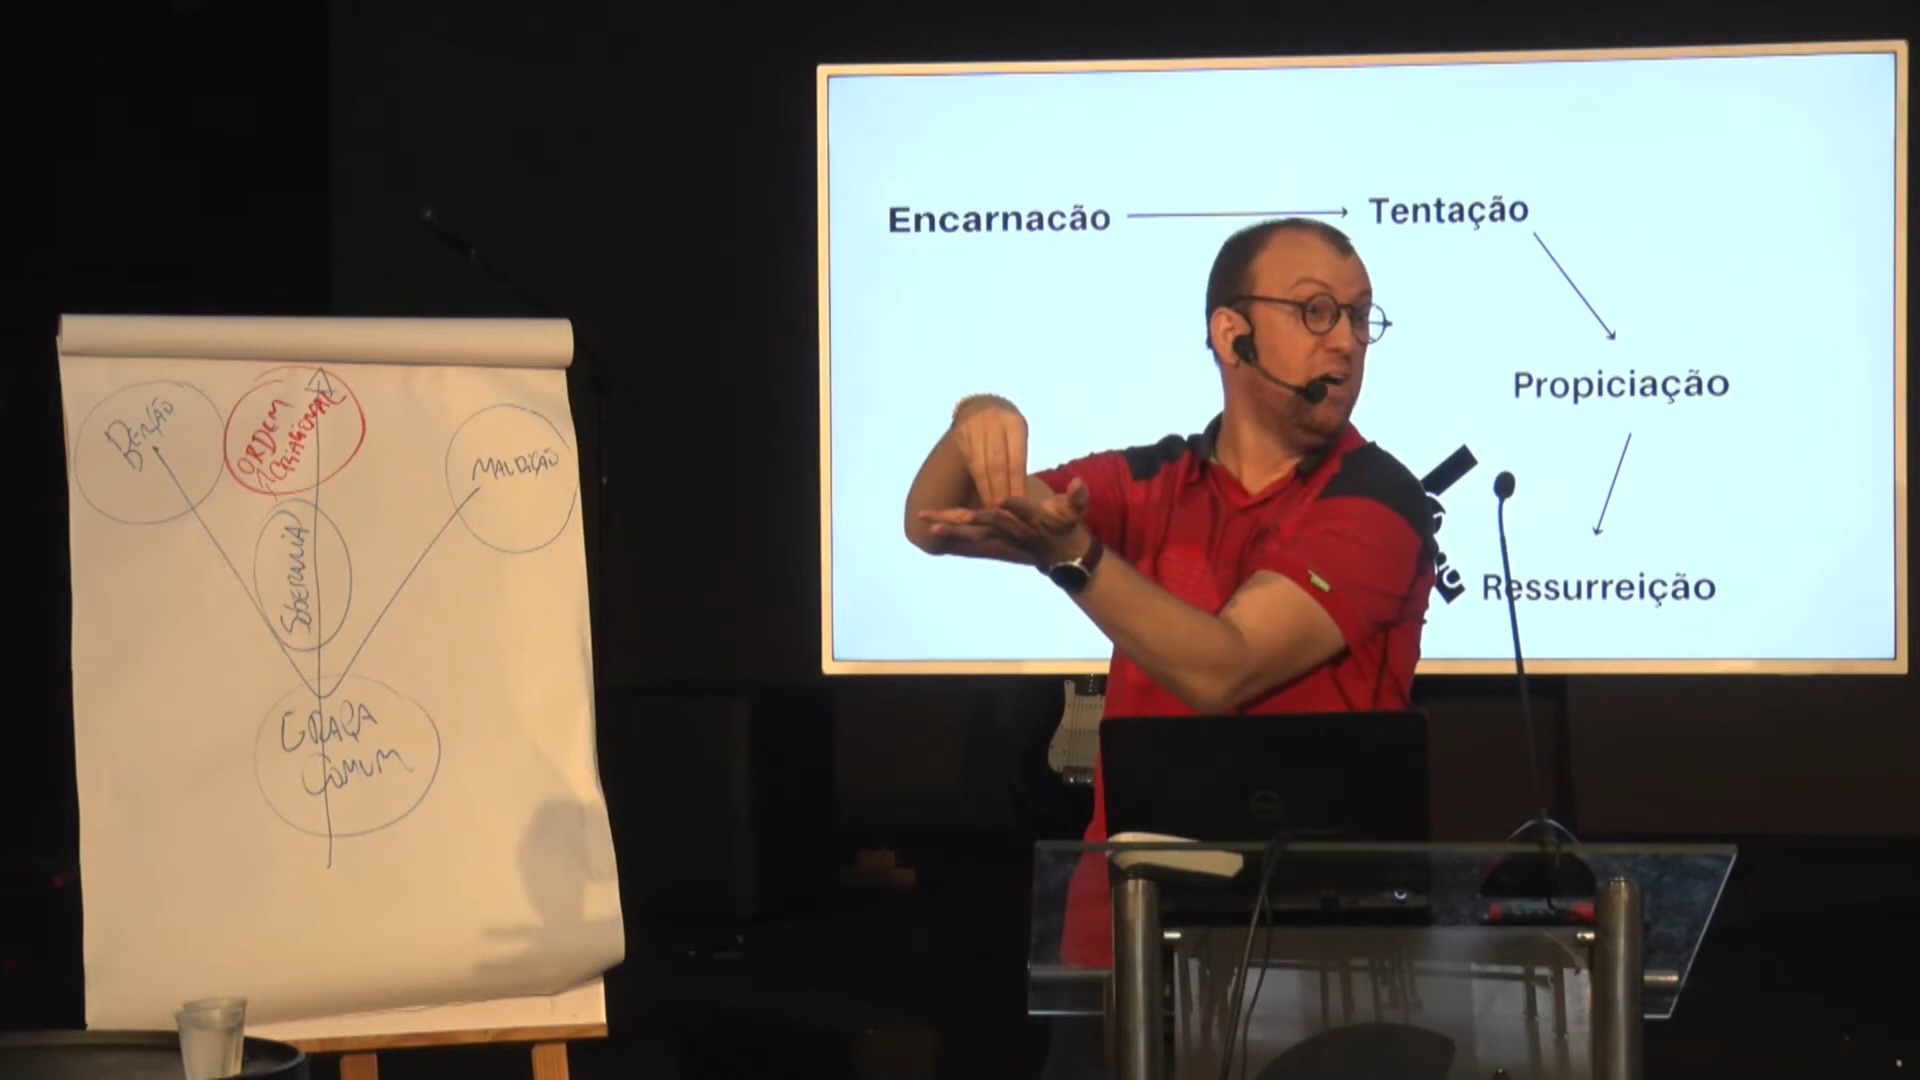 BENÇÃO
ORDEM
CRIACIONAL
MALDIÇÃO
SOBERANIA
GRAÇA
COMUM
Encarnacão
Tentação
Propiciação
Ressurreição